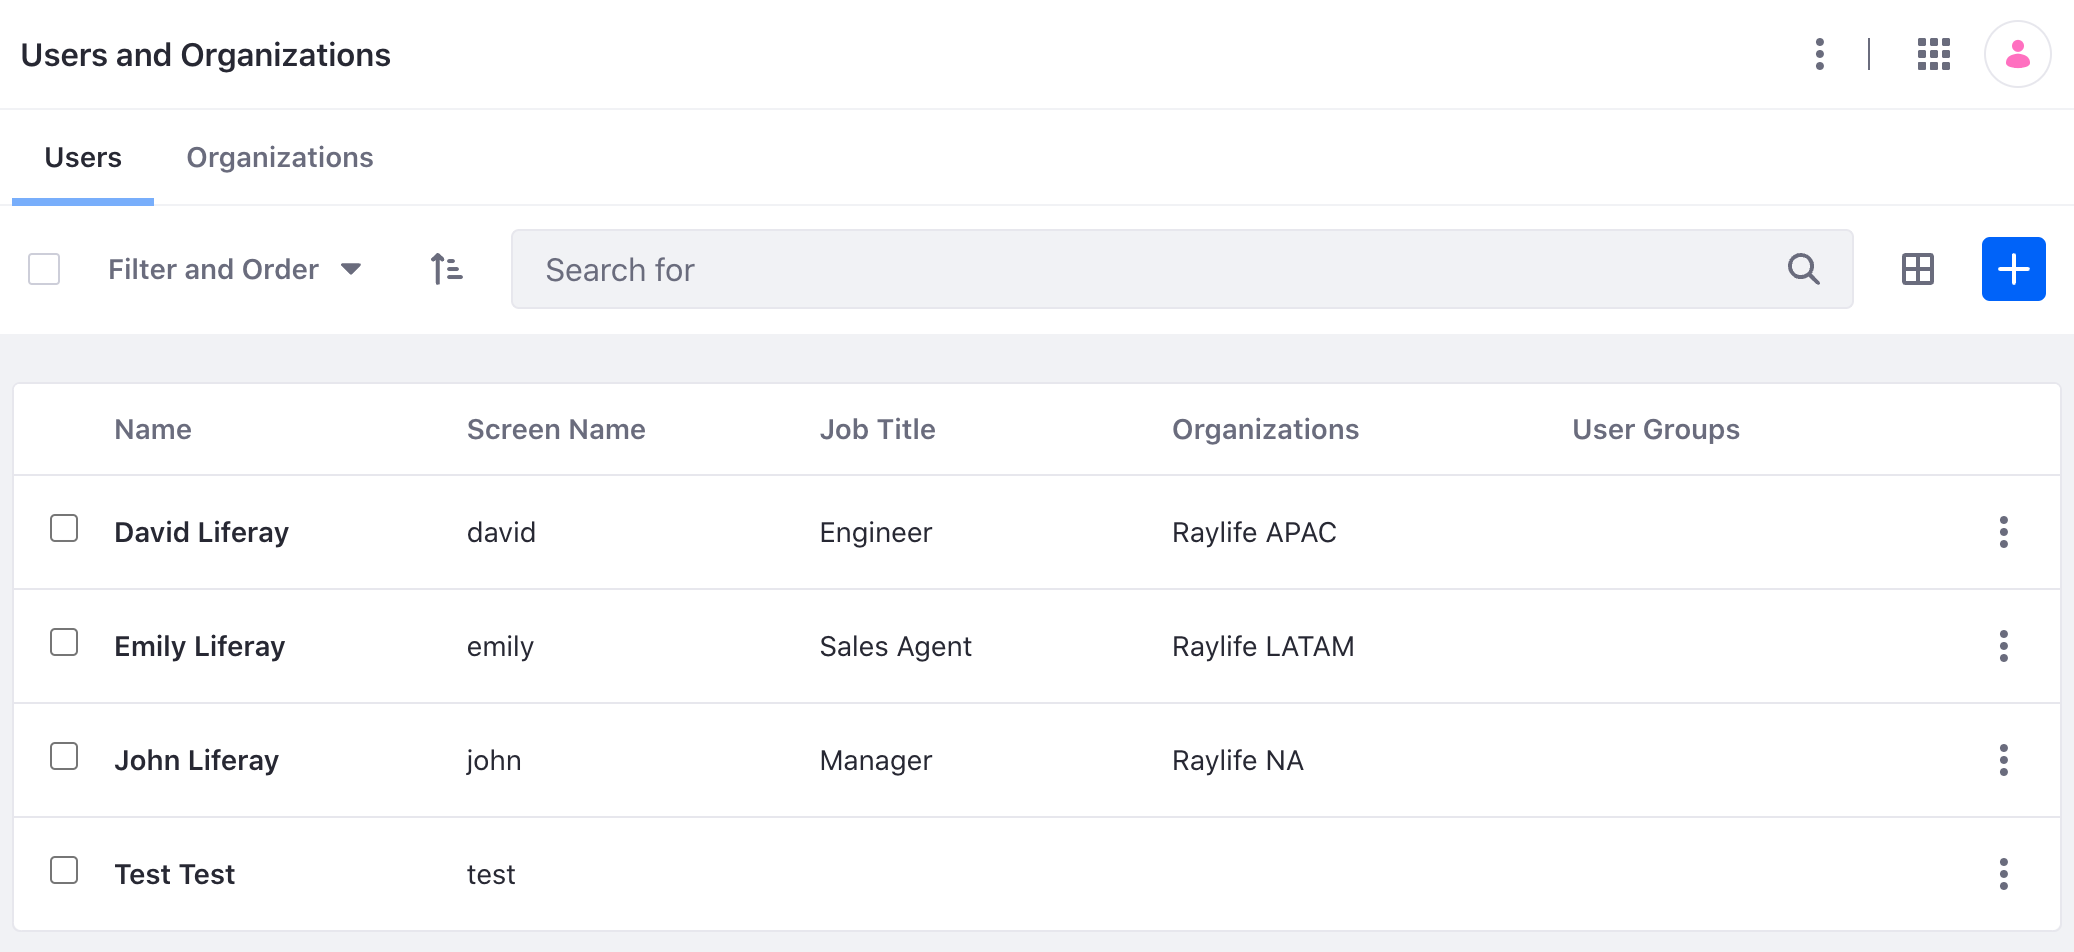 Users and Organizations
Users Organizations
Filter and Order Search for
Name Screen Name Job Title Organizations User Groups
David Liferay david Engineer Raylife APAC
Emily Liferay emily Sales Agent Raylife LATAM
John Liferay john Manager Raylife NA
Test Test test